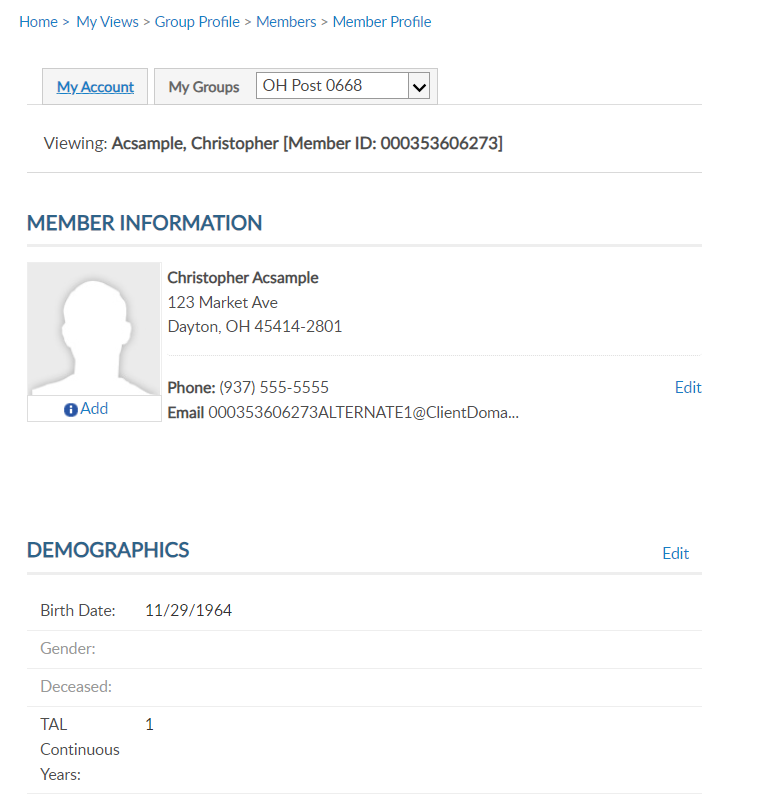 Home > My Views > Group Profile > Members > Member Profile
My Account My Groups OH Post 0668
Viewing: Acsample, Christopher [Member ID: 000353606273]
MEMBER INFORMATION
Christopher Acsample
123 Market Ave
Dayton, OH 45414-2801
Phone: (937) 555-5555 Edit
Email 000353606273ALTERNATE1@ClientDoma...
Add
DEMOGRAPHICS Edit
Birth Date: 11/29/1964
Gender:
Deceased:
TAL 1
Continuous
Years: